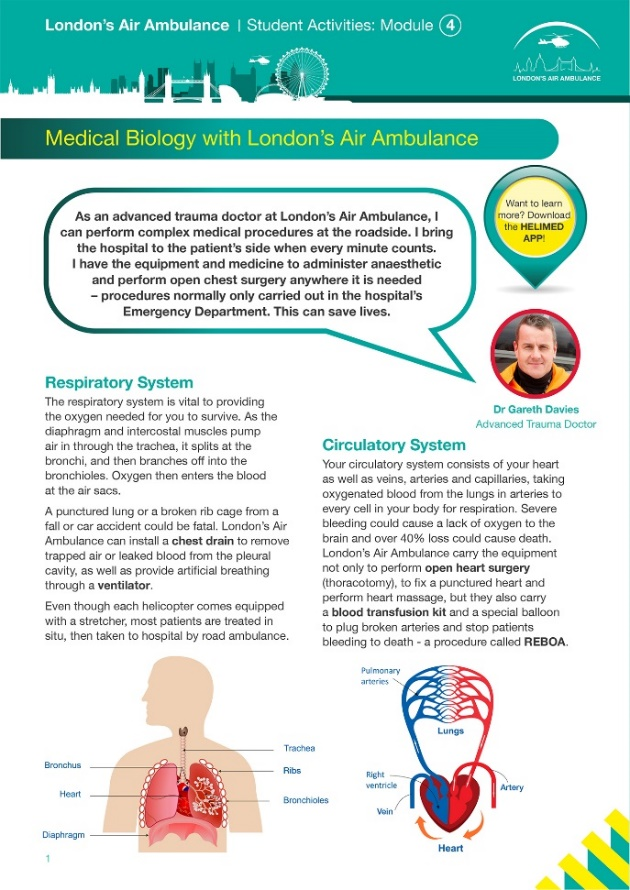 London's Air Ambulance | Student Activities: Module 4
LONDON'S AIR AMBULANCE
Medical Biology with London's Air Ambulance
As an advanced trauma doctor at London's Air Ambulance, I
can perform complex medical procedures at the roadside. I bring
the hospital to the patient's side when every minute counts.
I have the equipment and medicine to administer anaesthetic
and perform open chest surgery anywhere it is needed
– procedures normally only carried out in the hospital's
Emergency Department. This can save lives.
Want to learn
more? Download
the HELIMED
APP!
Dr Gareth Davies
Advanced Trauma Doctor
Respiratory System
The respiratory system is vital to providing
the oxygen needed for you to survive. As the
diaphragm and intercostal muscles pump
air in through the trachea, it splits at the
bronchi, and then branches off into the
bronchioles. Oxygen then enters the blood
at the air sacs.
A punctured lung or a broken rib cage from a
fall or car accident could be fatal. London's Air
Ambulance can install a chest drain to remove
trapped air or leaked blood from the pleural
cavity, as well as provide artificial breathing
through a ventilator.
Even though each helicopter comes equipped
with a stretcher, most patients are treated in
situ, then taken to hospital by road ambulance.
Circulatory System
Your circulatory system consists of your heart
as well as veins, arteries and capillaries, taking
oxygenated blood from the lungs in arteries to
every cell in your body for respiration. Severe
bleeding could cause a lack of oxygen to the
brain and over 40% loss could cause death.
London's Air Ambulance carry the equipment
not only to perform open heart surgery
(thoracotomy), to fix a punctured heart and
perform heart massage, but they also carry
a blood transfusion kit and a special balloon
to plug broken arteries and stop patients
bleeding to death - a procedure called REBOA.
Trachea
Bronchus
Ribs
Heart
Bronchioles
Diaphragm
Pulmonary
arteries
Lungs
Right
ventricle
Artery
Vein
Heart
1